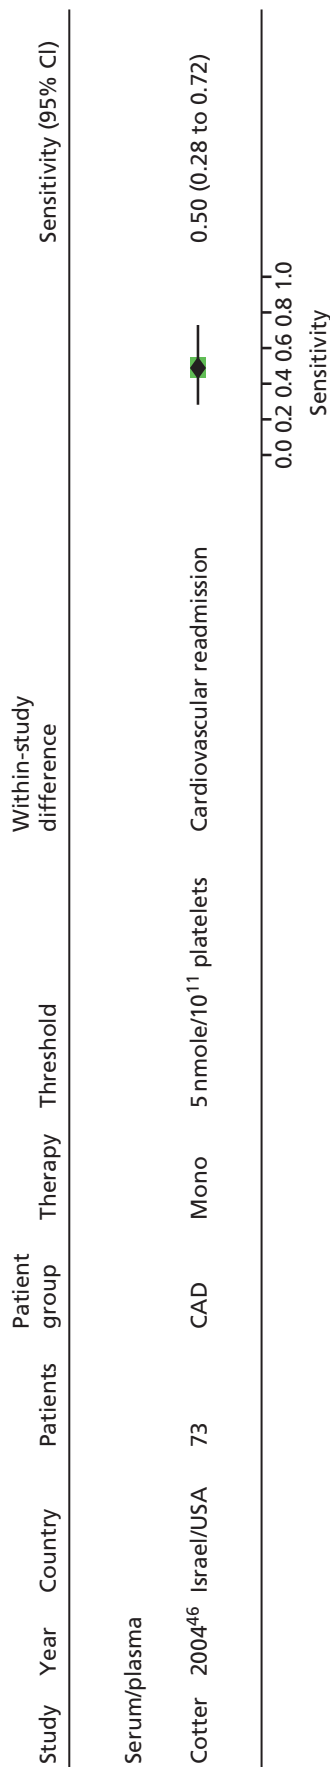 Study Year Country Patients Patient group Therapy Threshold Within-study difference Sensitivity (95% CI)
Serum/plasma
Cotter 2004⁴⁶ Israel/USA 73 CAD Mono 5 nmole/10¹¹ platelets Cardiovascular readmission 0.50 (0.28 to 0.72)
0.0 0.2 0.4 0.6 0.8 1.0
Sensitivity